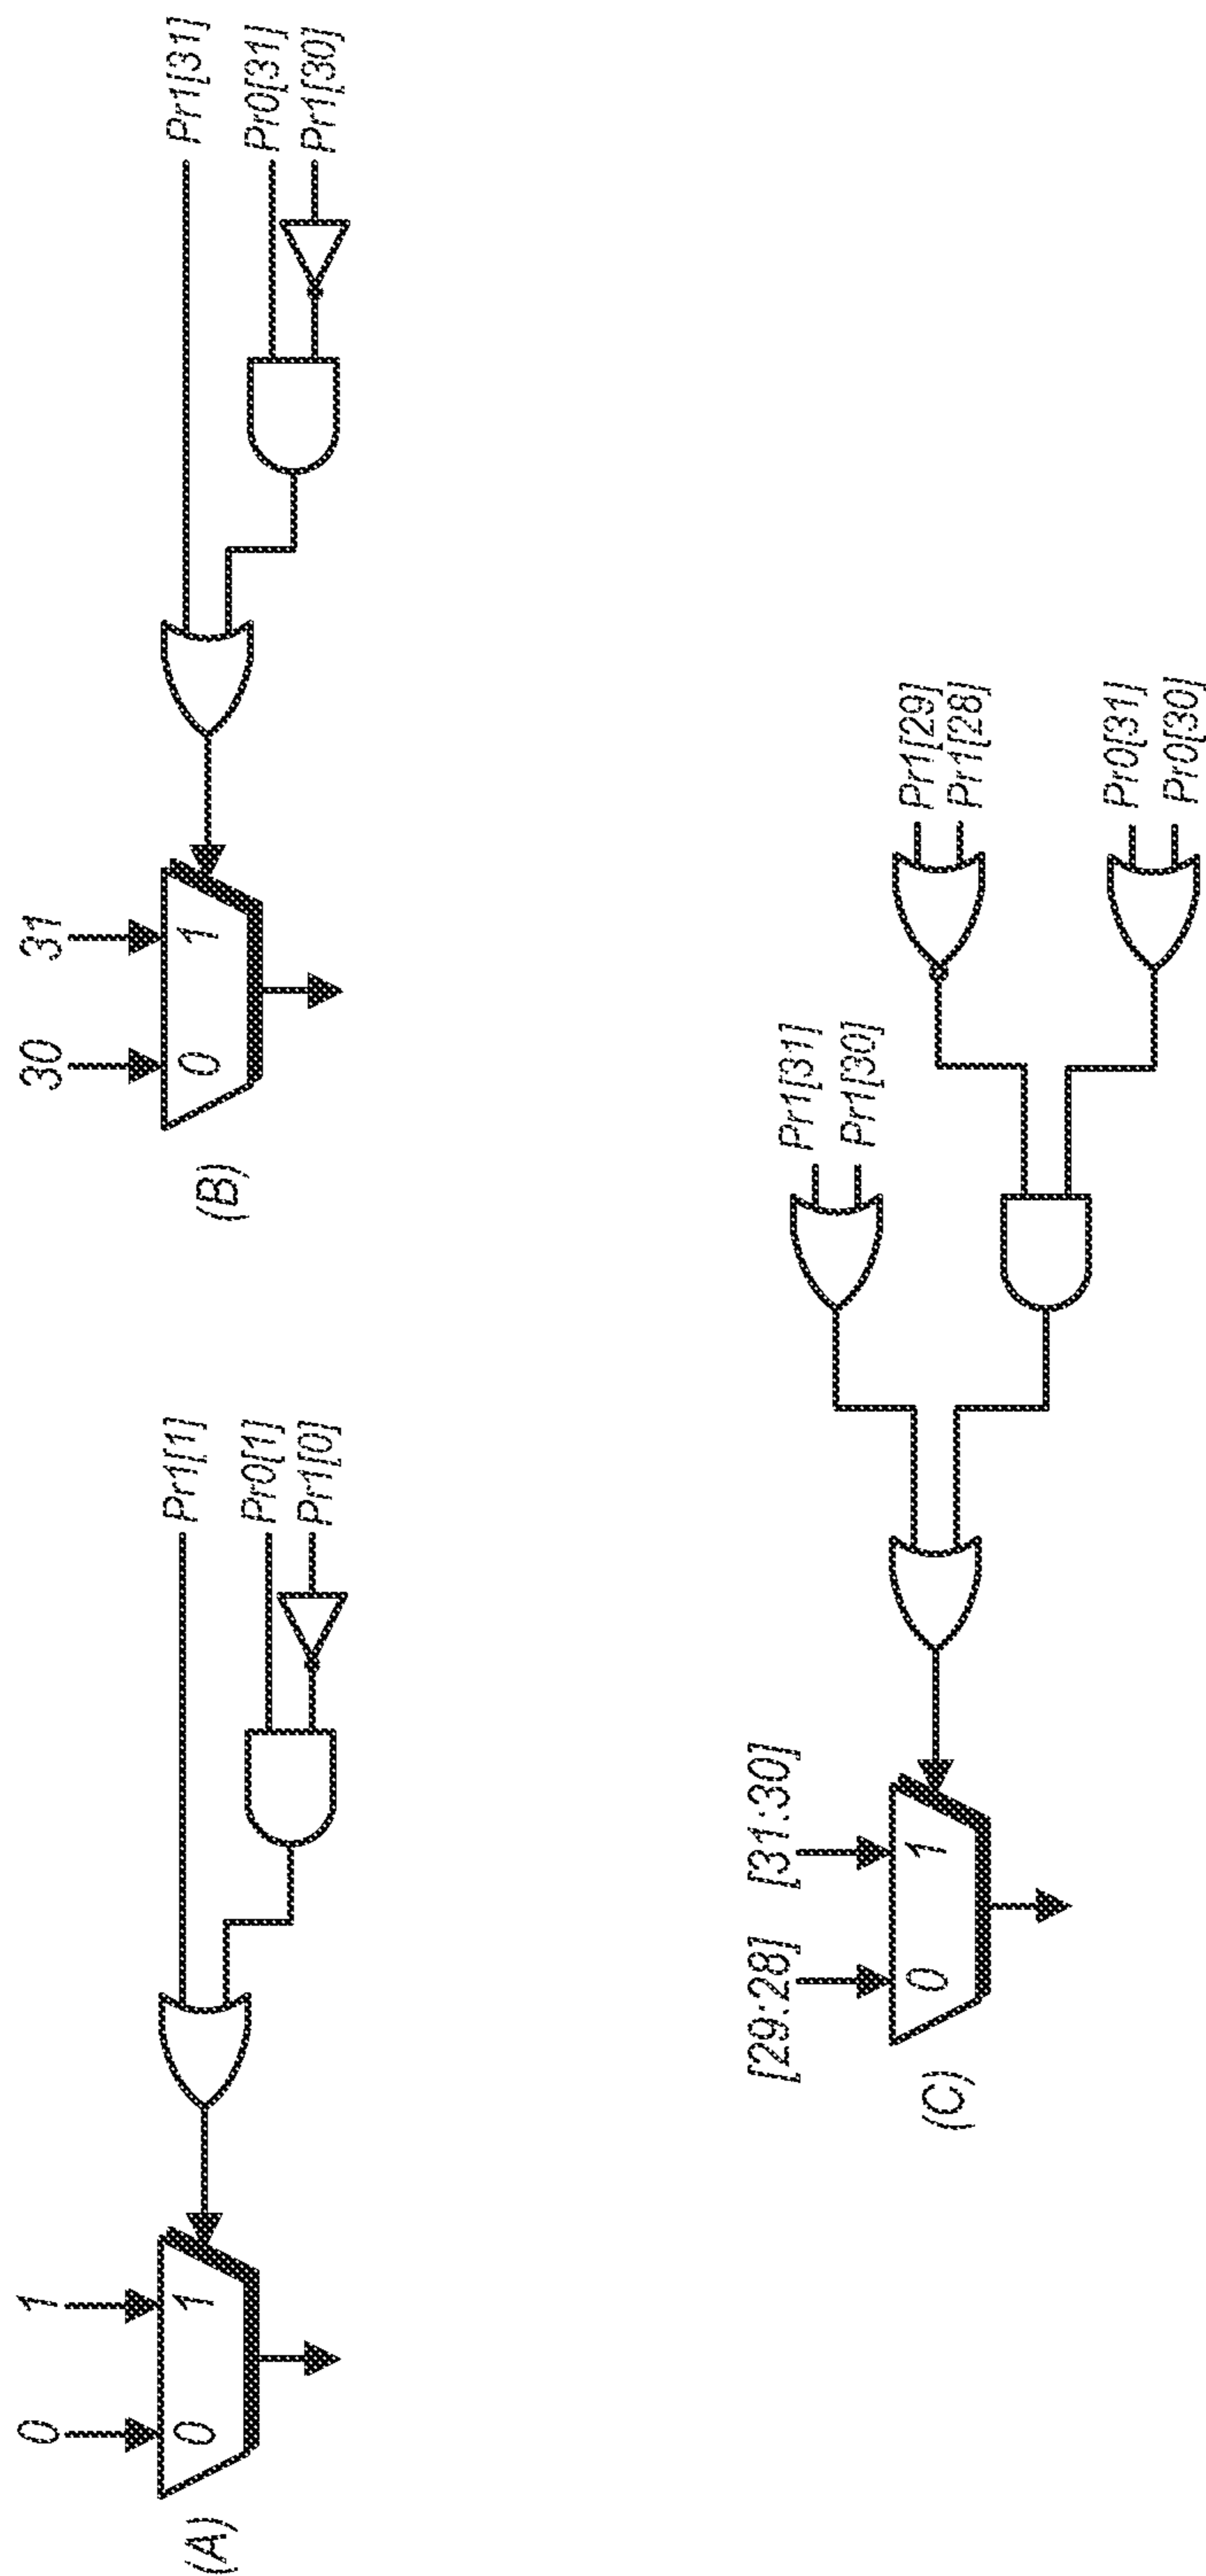 (A)
0
1
0
1
Pr1[1]
Pr0[1]
Pr1[0]
(B)
30
31
0
1
Pr1[31]
Pr0[31]
Pr1[30]
(C)
[29:28]
[31:30]
0
1
Pr1[31]
Pr1[30]
Pr1[29]
Pr1[28]
Pr0[31]
Pr0[30]